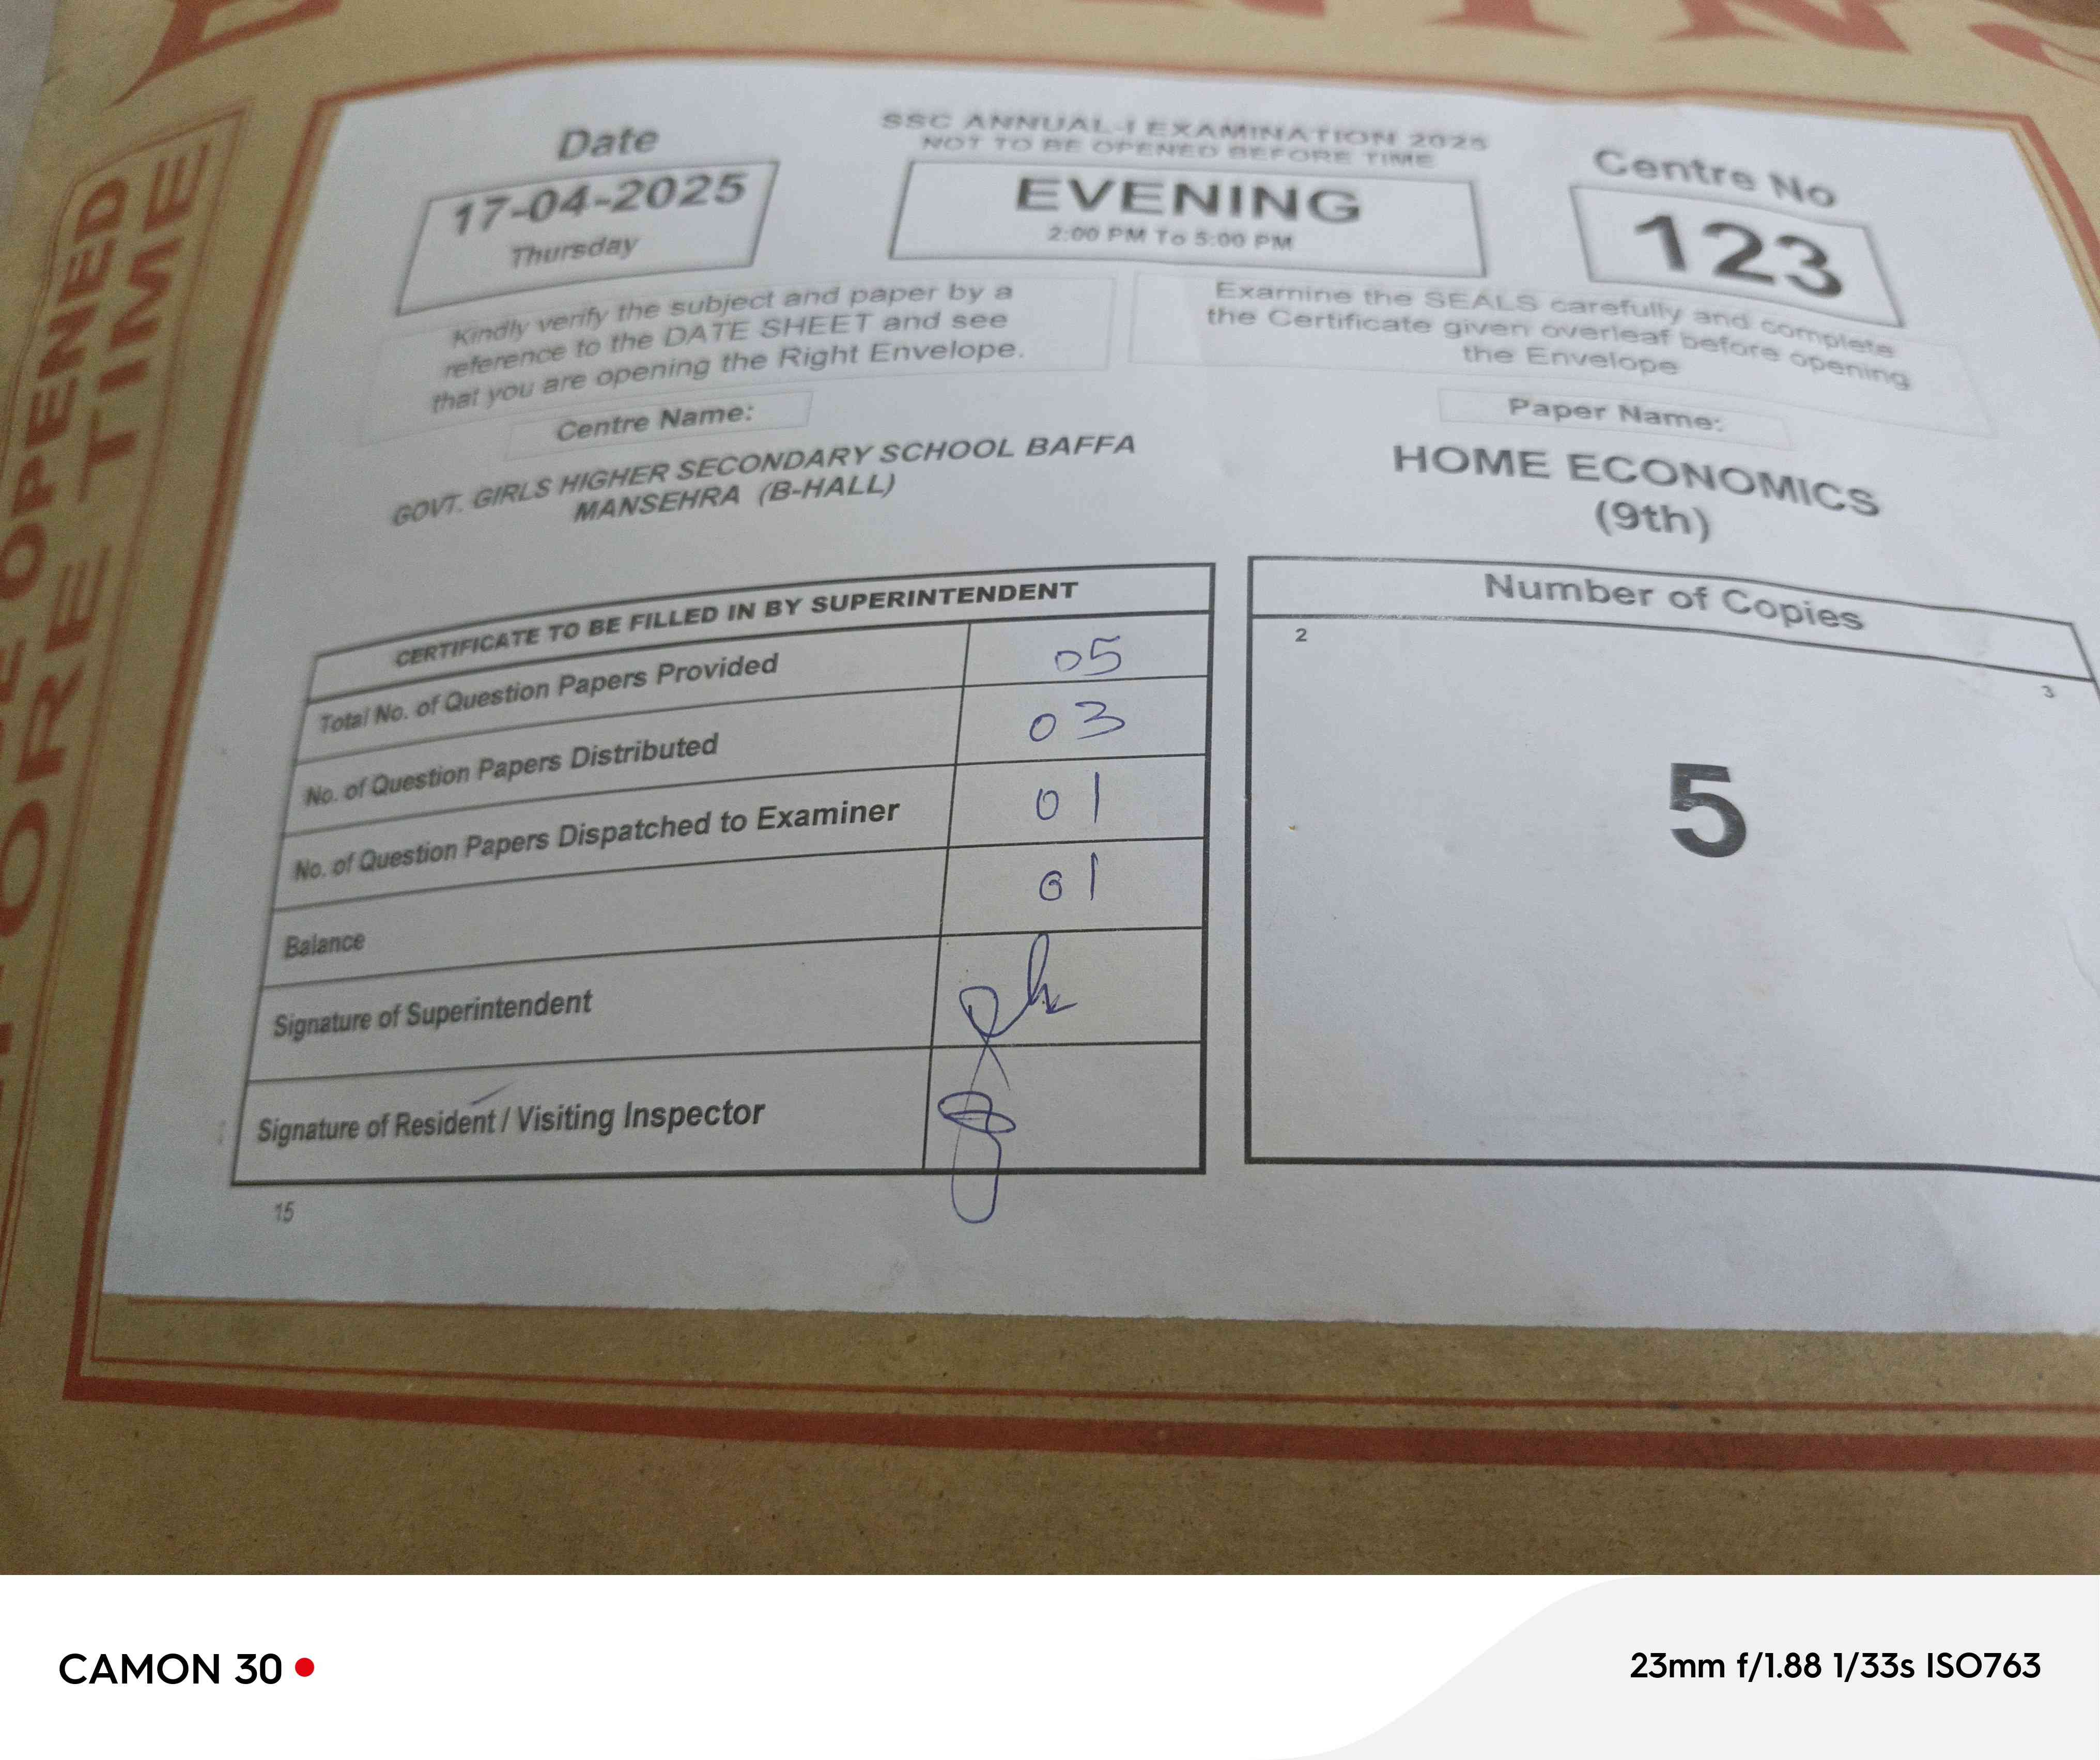 OPENED
ORE TIME
Date
17-04-2025
Thursday
SSC ANNUAL-I EXAMINATION 2025
NOT TO BE OPENED BEFORE TIME
EVENING
2:00 PM To 5:00 PM
Centre No
123
Kindly verify the subject and paper by a
reference to the DATE SHEET and see
that you are opening the Right Envelope.
Examine the SEALS carefully and complete
the Certificate given overleaf before opening
the Envelope
Centre Name:
GOVT. GIRLS HIGHER SECONDARY SCHOOL BAFFA
MANSEHRA (B-HALL)
Paper Name:
HOME ECONOMICS
(9th)
CERTIFICATE TO BE FILLED IN BY SUPERINTENDENT
Total No. of Question Papers Provided 05
No. of Question Papers Distributed 03
No. of Question Papers Dispatched to Examiner 01
Balance 01
Signature of Superintendent
Signature of Resident / Visiting Inspector
15
Number of Copies
2
3
5
CAMON 30
23mm f/1.88 1/33s ISO763